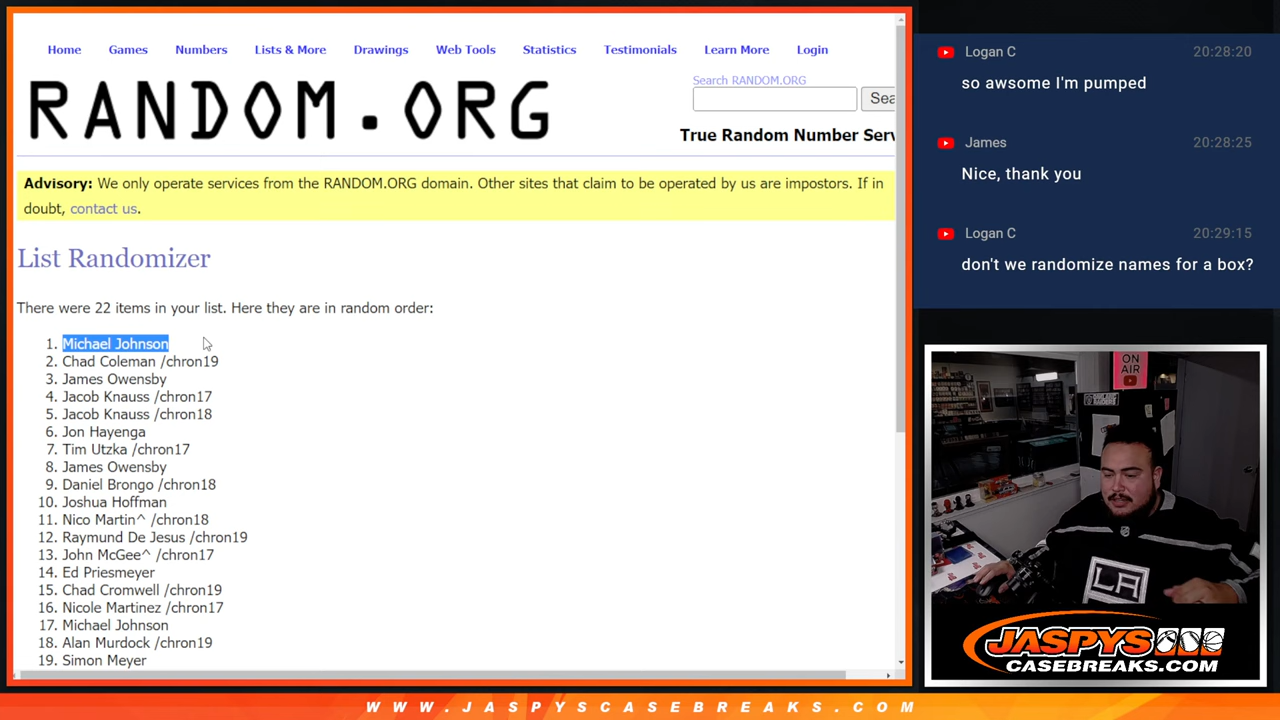 Home Games Numbers Lists & More Drawings Web Tools Statistics Testimonials Learn More Login
RANDOM.ORG
Search RANDOM.ORG
Sea
True Random Number Serv
Advisory: We only operate services from the RANDOM.ORG domain. Other sites that claim to be operated by us are impostors. If in
doubt, contact us.
List Randomizer
There were 22 items in your list. Here they are in random order:
1. Michael Johnson
2. Chad Coleman /chron19
3. James Owensby
4. Jacob Knauss /chron17
5. Jacob Knauss /chron18
6. Jon Hayenga
7. Tim Utzka /chron17
8. James Owensby
9. Daniel Brongo /chron18
10. Joshua Hoffman
11. Nico Martin^ /chron18
12. Raymund De Jesus /chron19
13. John McGee^ /chron17
14. Ed Priesmeyer
15. Chad Cromwell /chron19
16. Nicole Martinez /chron17
17. Michael Johnson
18. Alan Murdock /chron19
19. Simon Meyer
Logan C 20:28:20
so awsome I'm pumped
James 20:28:25
Nice, thank you
Logan C 20:29:15
don't we randomize names for a box?
ON
AIR
LA
JASPYS
CASEBREAKS.COM
WWW.JASPYSCASEBREAKS.COM